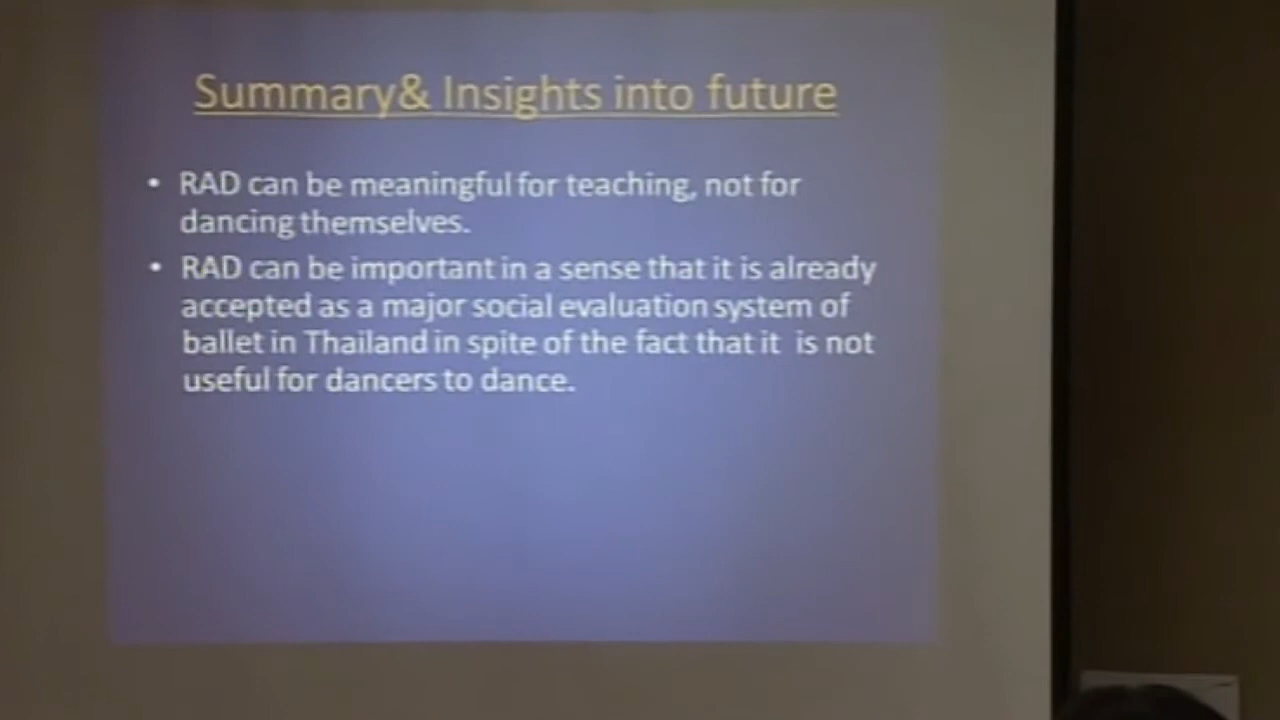 Summary& Insights into future
• RAD can be meaningful for teaching, not for
dancing themselves.
• RAD can be important in a sense that it is already
accepted as a major social evaluation system of
ballet in Thailand in spite of the fact that it is not
useful for dancers to dance.